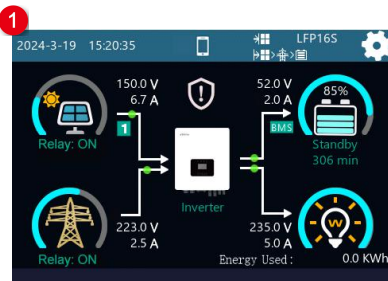 1
2024-3-19 15:20:35
LFP16S
150.0 V
6.7 A
1
Relay: ON
52.0 V
2.0 A
BMS
85%
Standby
306 min
Inverter
223.0 V
2.5 A
Relay: ON
235.0 V
5.0 A
W
Energy Used: 0.0 KWh